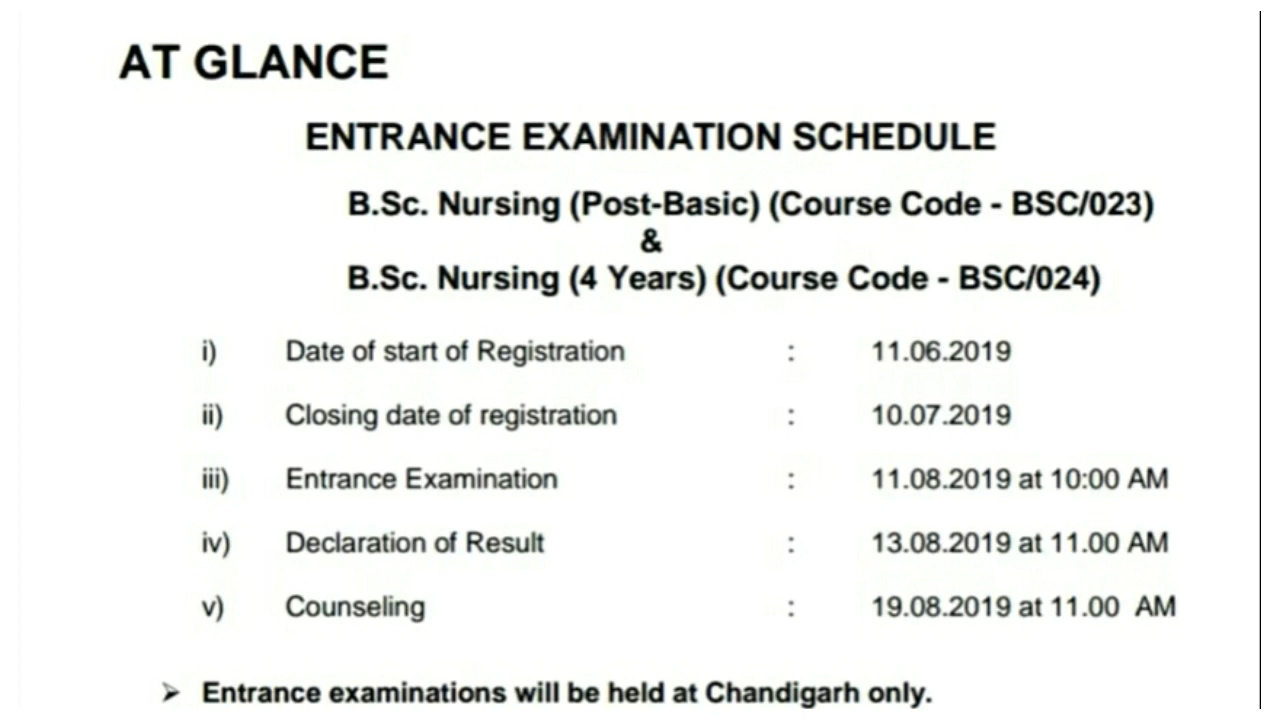 AT GLANCE
ENTRANCE EXAMINATION SCHEDULE
B.Sc. Nursing (Post-Basic) (Course Code - BSC/023)
&
B.Sc. Nursing (4 Years) (Course Code - BSC/024)
i) Date of start of Registration : 11.06.2019
ii) Closing date of registration : 10.07.2019
iii) Entrance Examination : 11.08.2019 at 10:00 AM
iv) Declaration of Result : 13.08.2019 at 11.00 AM
v) Counseling : 19.08.2019 at 11.00 AM
➢ Entrance examinations will be held at Chandigarh only.